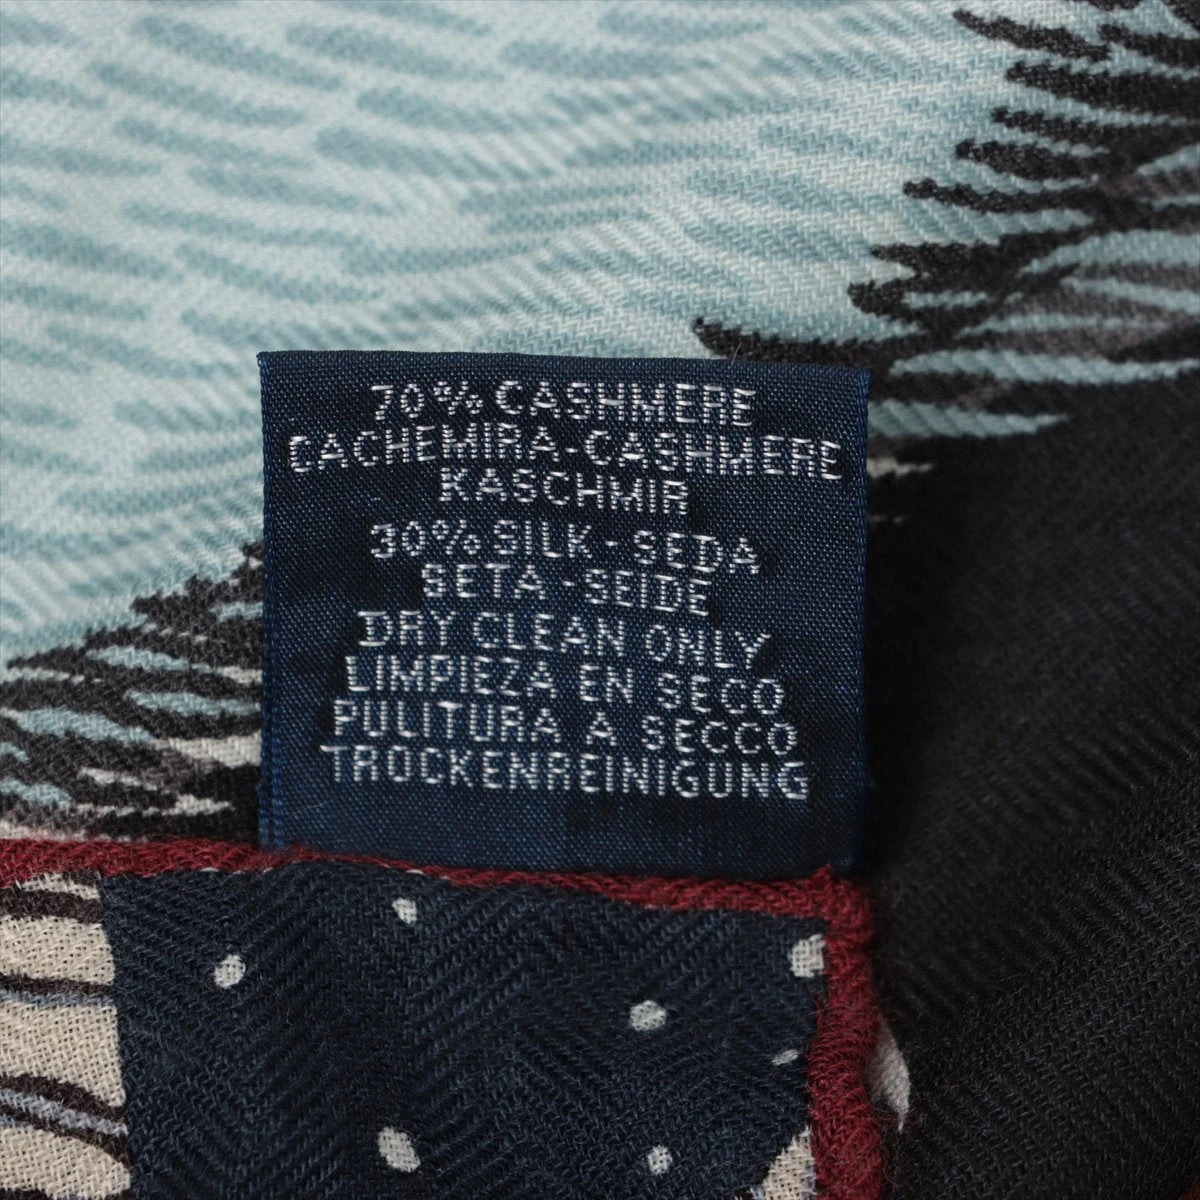 70% CASHMERE
CACHEMIRA-CASHMERE
KASCHMIR
30% SILK - SEDA
SETA - SEIDE
DRY CLEAN ONLY
LIMPIEZA EN SECO
PULITURA A SECCO
TROCKENREINIGUNG